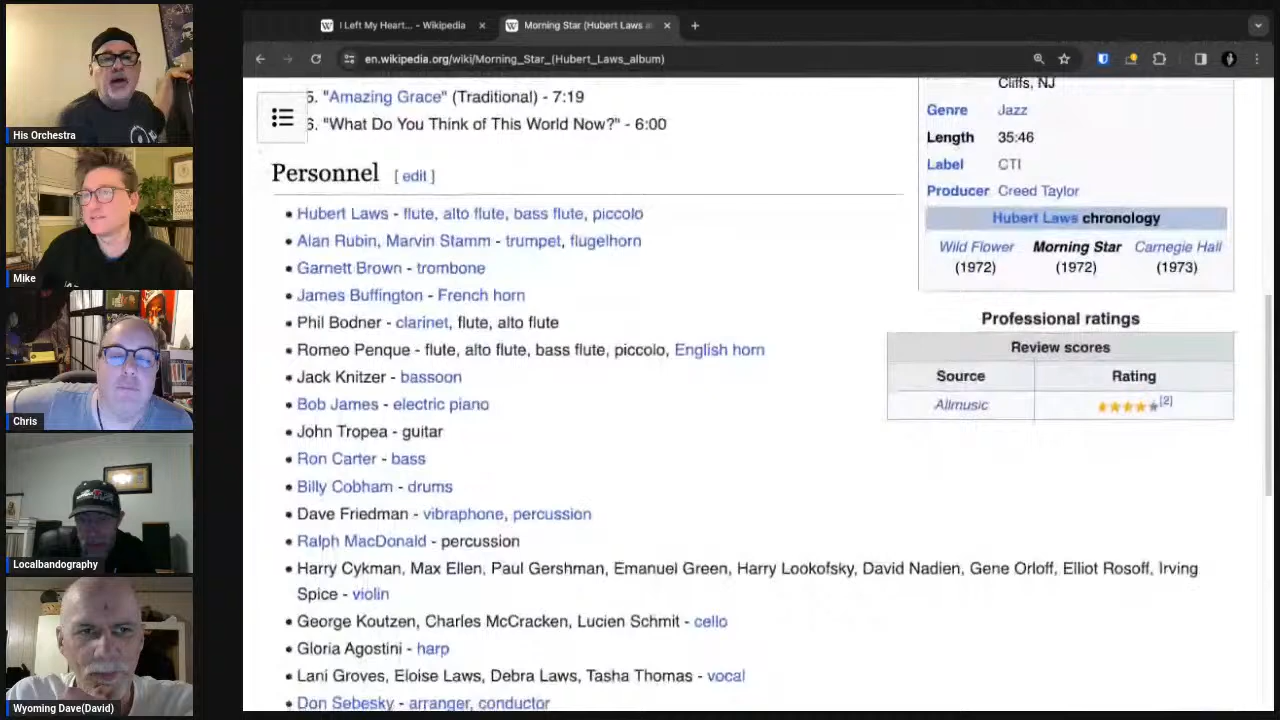 I Left My Heart... - Wikipedia
Morning Star (Hubert Laws a
en.wikipedia.org/wiki/Morning_Star_(Hubert_Laws_album)
5. "Amazing Grace" (Traditional) - 7:19
6. "What Do You Think of This World Now?" - 6:00
Personnel [ edit ]
Hubert Laws - flute, alto flute, bass flute, piccolo
Alan Rubin, Marvin Stamm - trumpet, flugelhorn
Garnett Brown - trombone
James Buffington - French horn
Phil Bodner - clarinet, flute, alto flute
Romeo Penque - flute, alto flute, bass flute, piccolo, English horn
Jack Knitzer - bassoon
Bob James - electric piano
John Tropea - guitar
Ron Carter - bass
Billy Cobham - drums
Dave Friedman - vibraphone, percussion
Ralph MacDonald - percussion
Harry Cykman, Max Ellen, Paul Gershman, Emanuel Green, Harry Lookofsky, David Nadien, Gene Orloff, Elliot Rosoff, Irving
Spice - violin
George Koutzen, Charles McCracken, Lucien Schmit - cello
Gloria Agostini - harp
Lani Groves, Eloise Laws, Debra Laws, Tasha Thomas - vocal
Don Sebesky - arranger, conductor
Cliffs, NJ
Genre Jazz
Length 35:46
Label CTI
Producer Creed Taylor
Hubert Laws chronology
Wild Flower Morning Star Carnegie Hall
(1972) (1972) (1973)
Professional ratings
Review scores
Source Rating
Allmusic [2]
His Orchestra
Mike
Chris
Localbandography
Wyoming Dave(David)